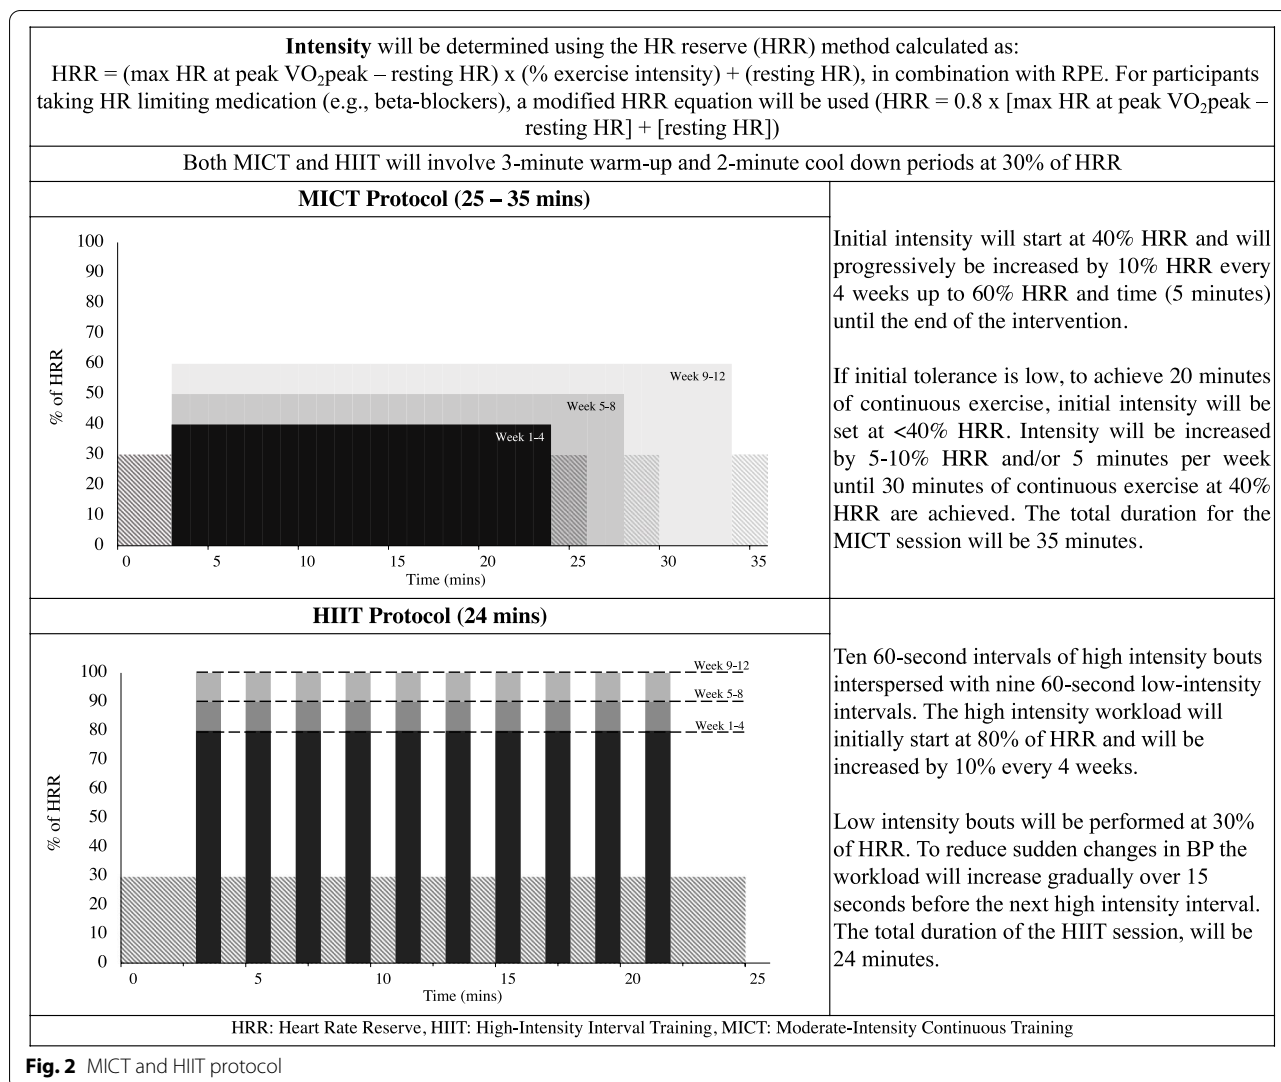 Intensity will be determined using the HR reserve (HRR) method calculated as:
HRR = (max HR at peak VO₂peak – resting HR) x (% exercise intensity) + (resting HR), in combination with RPE. For participants
taking HR limiting medication (e.g., beta-blockers), a modified HRR equation will be used (HRR = 0.8 x [max HR at peak VO₂peak –
resting HR] + [resting HR])
Both MICT and HIIT will involve 3-minute warm-up and 2-minute cool down periods at 30% of HRR
MICT Protocol (25 – 35 mins)
% of HRR
100
90
80
70
60
50
40
30
20
10
0
Week 9-12
Week 5-8
Week 1-4
0 5 10 15 20 25 30 35
Time (mins)
Initial intensity will start at 40% HRR and will
progressively be increased by 10% HRR every
4 weeks up to 60% HRR and time (5 minutes)
until the end of the intervention.
If initial tolerance is low, to achieve 20 minutes
of continuous exercise, initial intensity will be
set at <40% HRR. Intensity will be increased
by 5-10% HRR and/or 5 minutes per week
until 30 minutes of continuous exercise at 40%
HRR are achieved. The total duration for the
MICT session will be 35 minutes.
HIIT Protocol (24 mins)
% of HRR
100
90
80
70
60
50
40
30
20
10
0
Week 9-12
Week 5-8
Week 1-4
0 5 10 15 20 25
Time (mins)
Ten 60-second intervals of high intensity bouts
interspersed with nine 60-second low-intensity
intervals. The high intensity workload will
initially start at 80% of HRR and will be
increased by 10% every 4 weeks.
Low intensity bouts will be performed at 30%
of HRR. To reduce sudden changes in BP the
workload will increase gradually over 15
seconds before the next high intensity interval.
The total duration of the HIIT session, will be
24 minutes.
HRR: Heart Rate Reserve, HIIT: High-Intensity Interval Training, MICT: Moderate-Intensity Continuous Training
Fig. 2 MICT and HIIT protocol